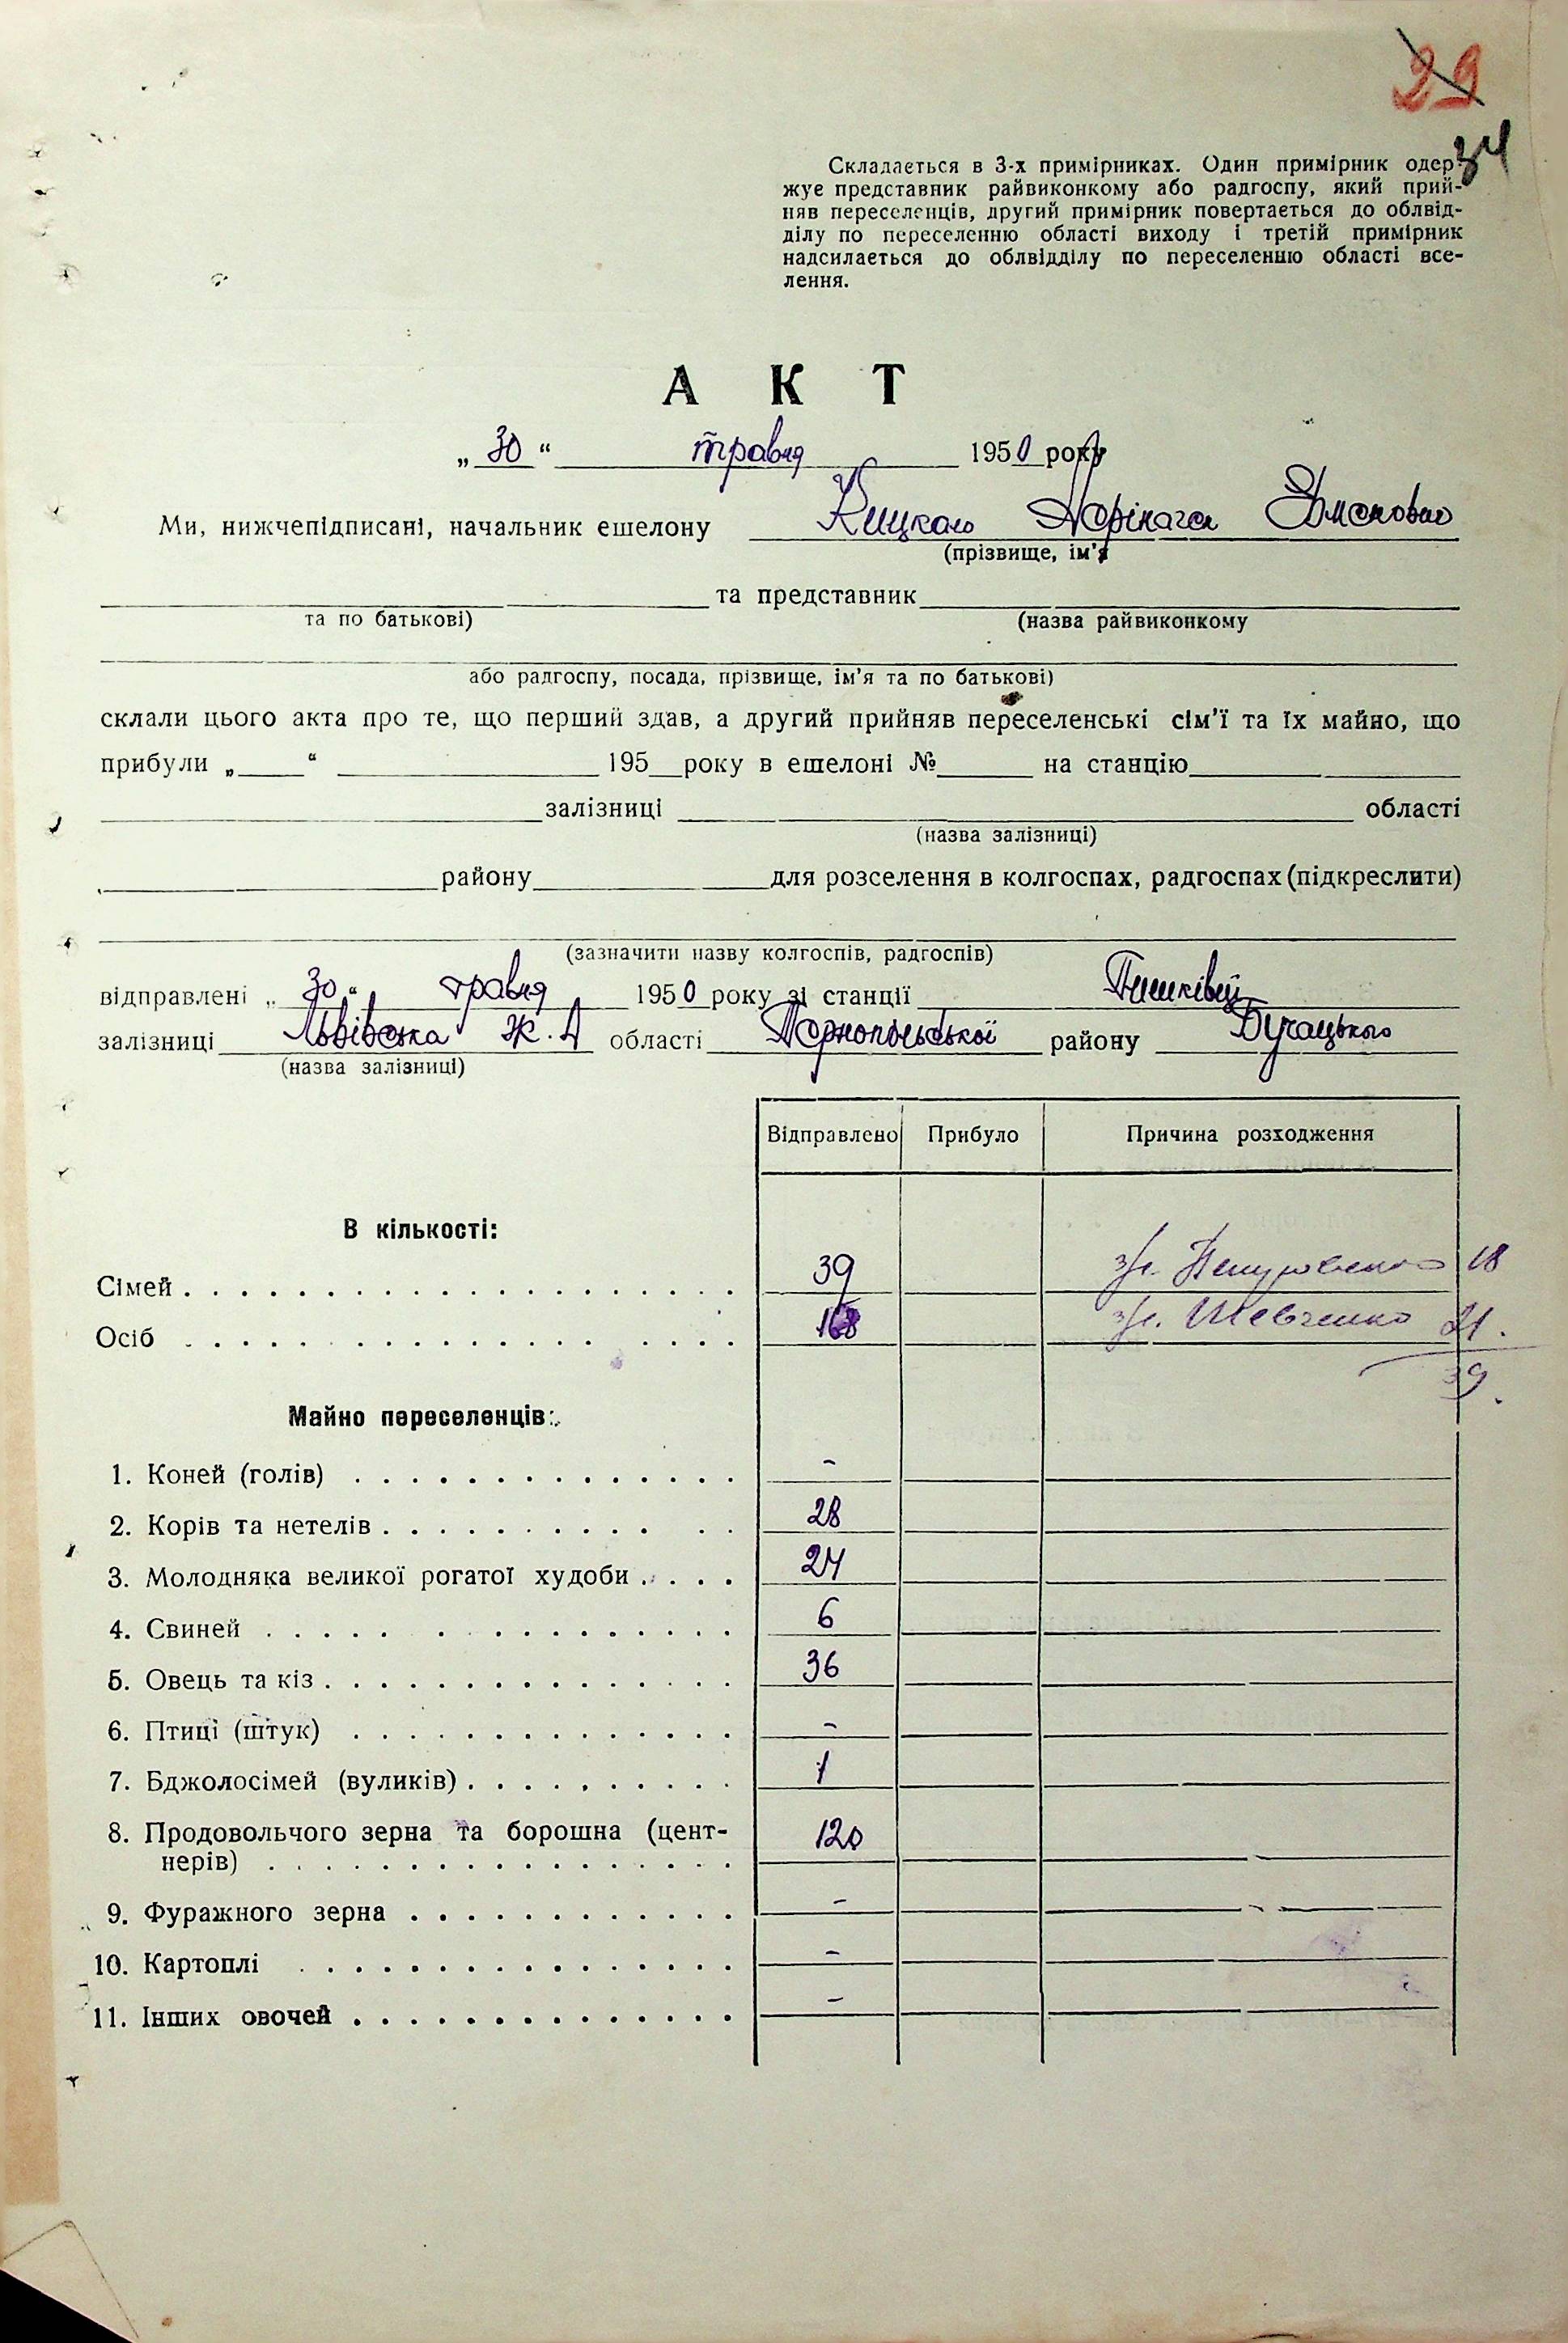 29
34
Складається в 3-х примірниках. Один примірник одер-
жує представник райвиконкому або радгоспу, який прий-
няв переселенців, другий примірник повертається до облвід-
ділу по переселенню області виходу і третій примірник
надсилається до облвідділу по переселенню області все-
лення.
АКТ
„ 30 “ травня 1950 року
Ми, нижчепідписані, начальник ешелону
(прізвище, ім'я
та представник
та по батькові) (назва райвиконкому
або радгоспу, посада, прізвище, ім'я та по батькові)
склали цього акта про те, що перший здав, а другий прийняв переселенські сім'ї та їх майно, що
прибули „ “ 195 року в ешелоні № на станцію
залізниці області
(назва залізниці)
району для розселення в колгоспах, радгоспах (підкреслити)
(зазначити назву колгоспів, радгоспів)
відправлені „ 30 “ травня 1950 року зі станції Пишківці
залізниці Львівська Ж.Д області Тернопільської району Бучацького
(назва залізниці)
Відправлено Прибуло Причина розходження
В кількості:
Сімей 39 18
Осіб 168 Шевченко 21.
39.
Майно переселенців:
1. Коней (голів) -
2. Корів та нетелів 28
3. Молодняка великої рогатої худоби 24
4. Свиней 6
5. Овець та кіз 36
6. Птиці (штук) -
7. Бджолосімей (вуликів) 1
8. Продовольчого зерна та борошна (цент-
нерів) 120
9. Фуражного зерна -
10. Картоплі -
11. Інших овочей -